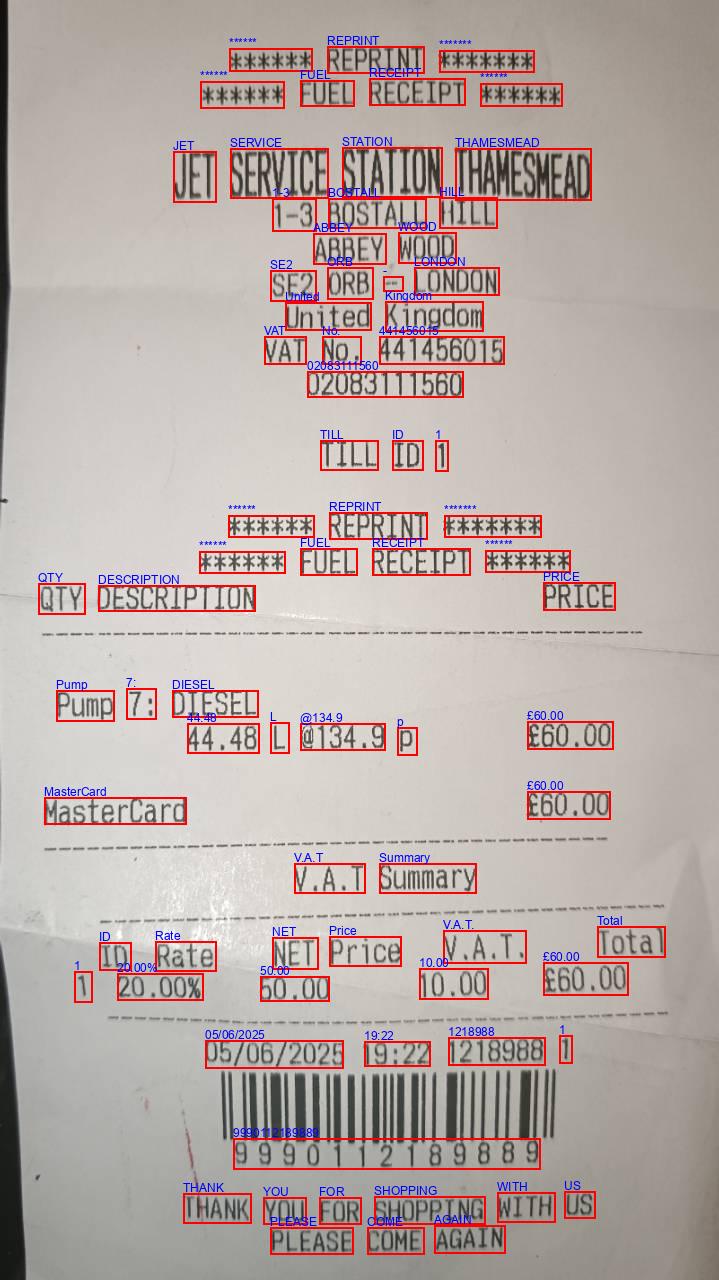 ****** REPRINT *******
****** FUEL RECEIPT ******
JET SERVICE STATION THAMESMEAD
1-3 BOSTALL HILL
ABBEY WOOD
SE2 ORB - LONDON
United Kingdom
VAT No. 441456015
02083111560
TILL ID 1
****** REPRINT *******
****** FUEL RECEIPT ******
QTY DESCRIPTION PRICE
Pump 7: DIESEL
44.48 L @134.9 p £60.00
MasterCard £60.00
V.A.T Summary
ID Rate NET Price V.A.T. Total
1 20.00% 50.00 10.00 £60.00
05/06/2025 19:22 1218988 1
9990112189889
THANK YOU FOR SHOPPING WITH US
PLEASE COME AGAIN